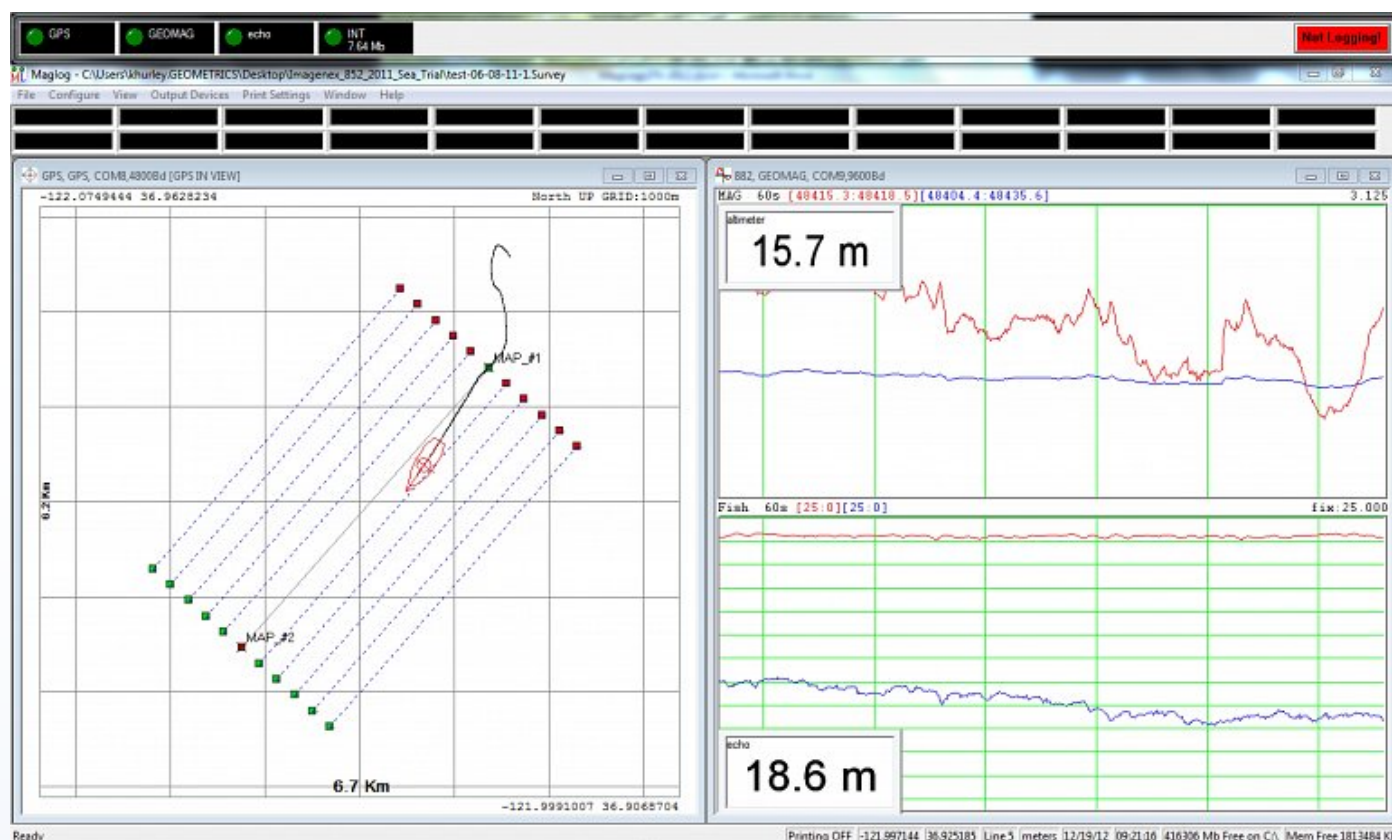 GPS GEOMAG echo INT
7.64 Mb
Not Logging!
Maglog - C:\Users\khurley.GEOMETRICS\Desktop\Imagenex_852_2011_Sea_Trial\test-06-08-11-1.Survey
File Configure View Output Devices Print Settings Window Help
GPS, GPS, COM8,4800Bd [GPS IN VIEW]
-122.0749444 36.9628234 North UP GRID:1000m
MAP_#1
6.2 Km
MAP_#2
6.7 Km
-121.9991007 36.9068704
882, GEOMAG, COM9,9600Bd
MAG 60s [48415.3:48418.5][48404.4:48435.6] 3.125
altmeter
15.7 m
Fish 60s [25:0][25:0] fix:25.000
echo
18.6 m
Ready Printing OFF -121.997144 36.925185 Line 5 meters 12/19/12 09:21:16 416306 Mb Free on C:\ Mem Free 1813484 K